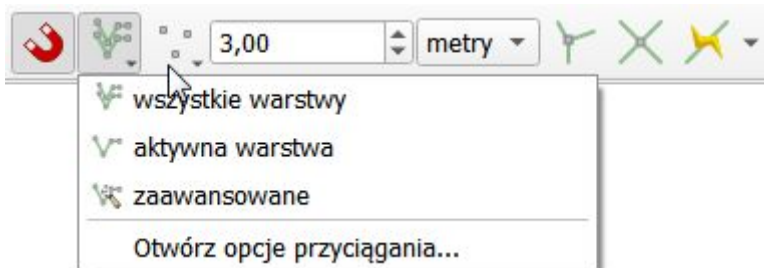 3,00 metry
wszystkie warstwy
aktywna warstwa
zaawansowane
Otwórz opcje przyciągania...